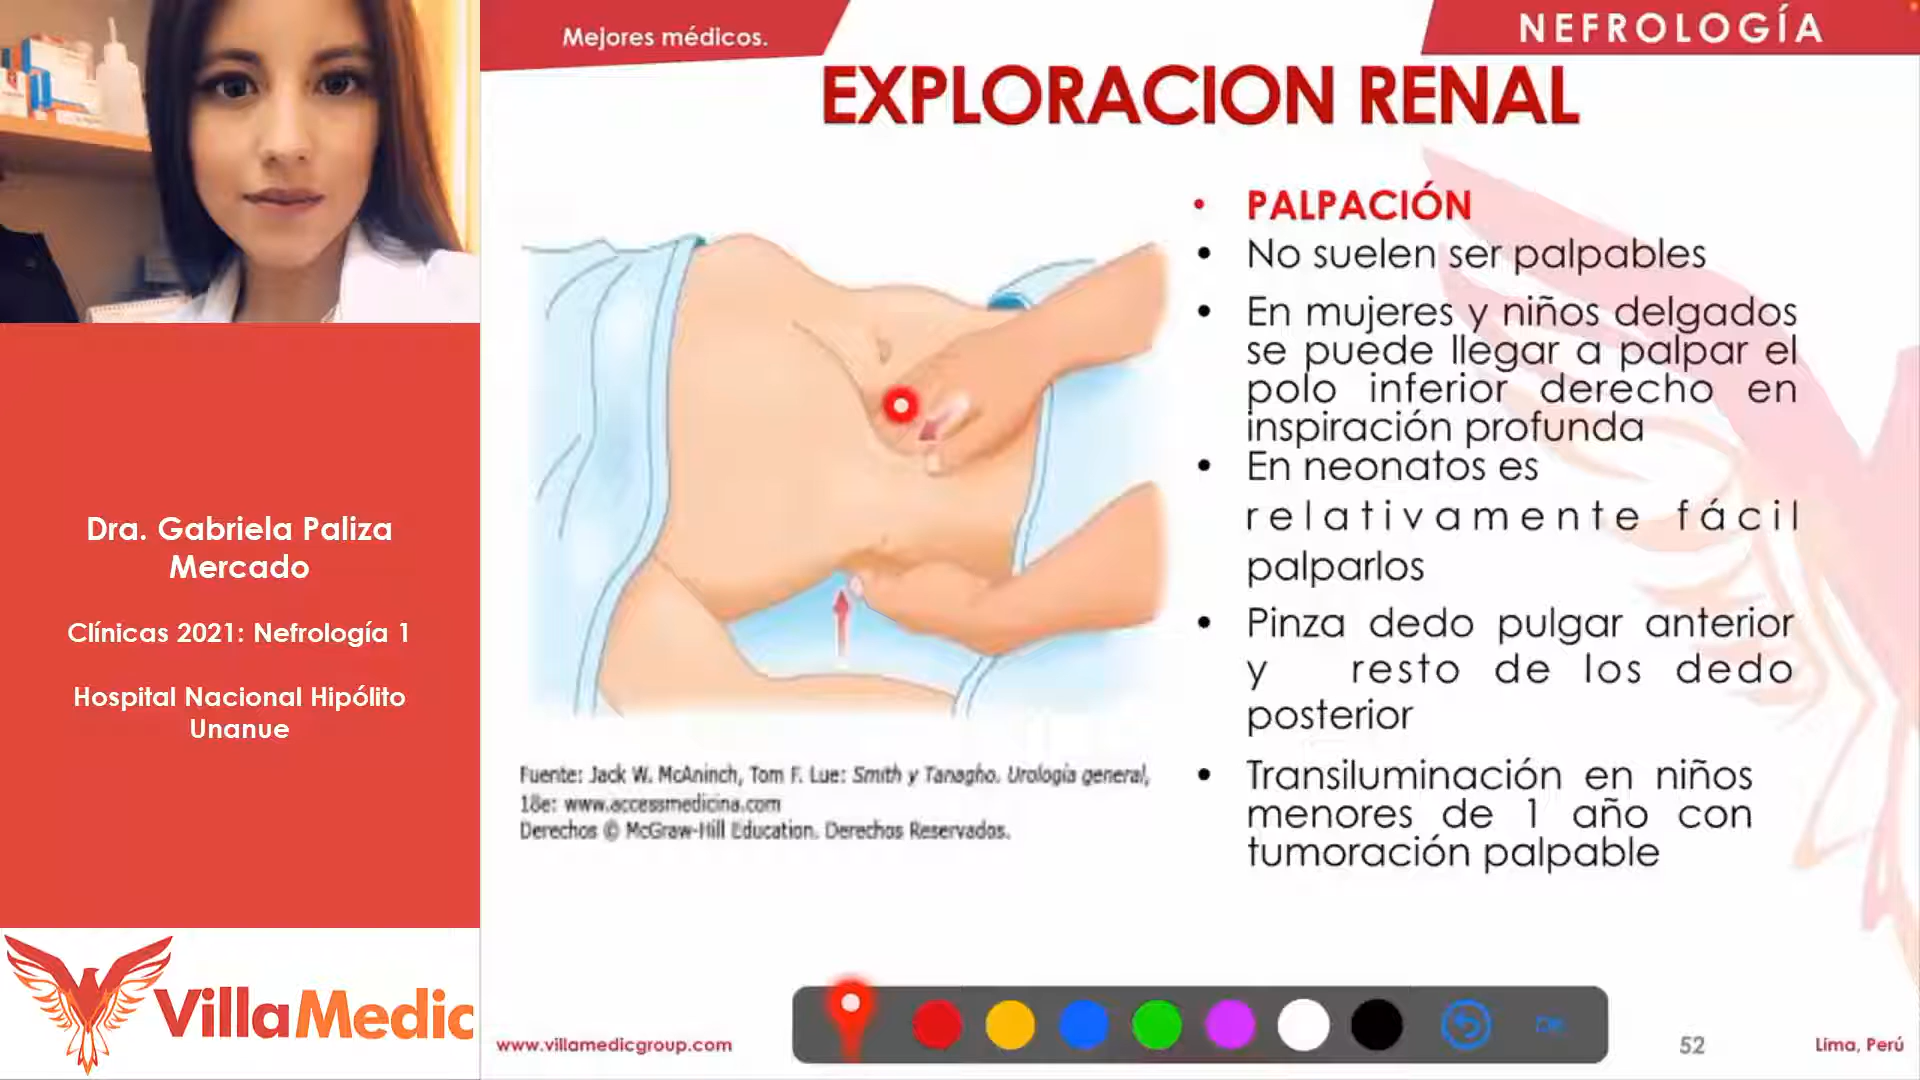 Mejores médicos.
NEFROLOGÍA
EXPLORACION RENAL
• PALPACIÓN
• No suelen ser palpables
• En mujeres y niños delgados
se puede llegar a palpar el
polo inferior derecho en
inspiración profunda
• En neonatos es
relativamente fácil
palparlos
• Pinza dedo pulgar anterior
y resto de los dedo
posterior
• Transiluminación en niños
menores de 1 año con
tumoración palpable
Fuente: Jack W. McAninch, Tom F. Lue: Smith y Tanagho. Urología general,
18e: www.accessmedicina.com
Derechos © McGraw-Hill Education. Derechos Reservados.
Dra. Gabriela Paliza
Mercado
Clínicas 2021: Nefrología 1
Hospital Nacional Hipólito
Unanue
VillaMedic
www.villamedicgroup.com
52
Lima, Perú